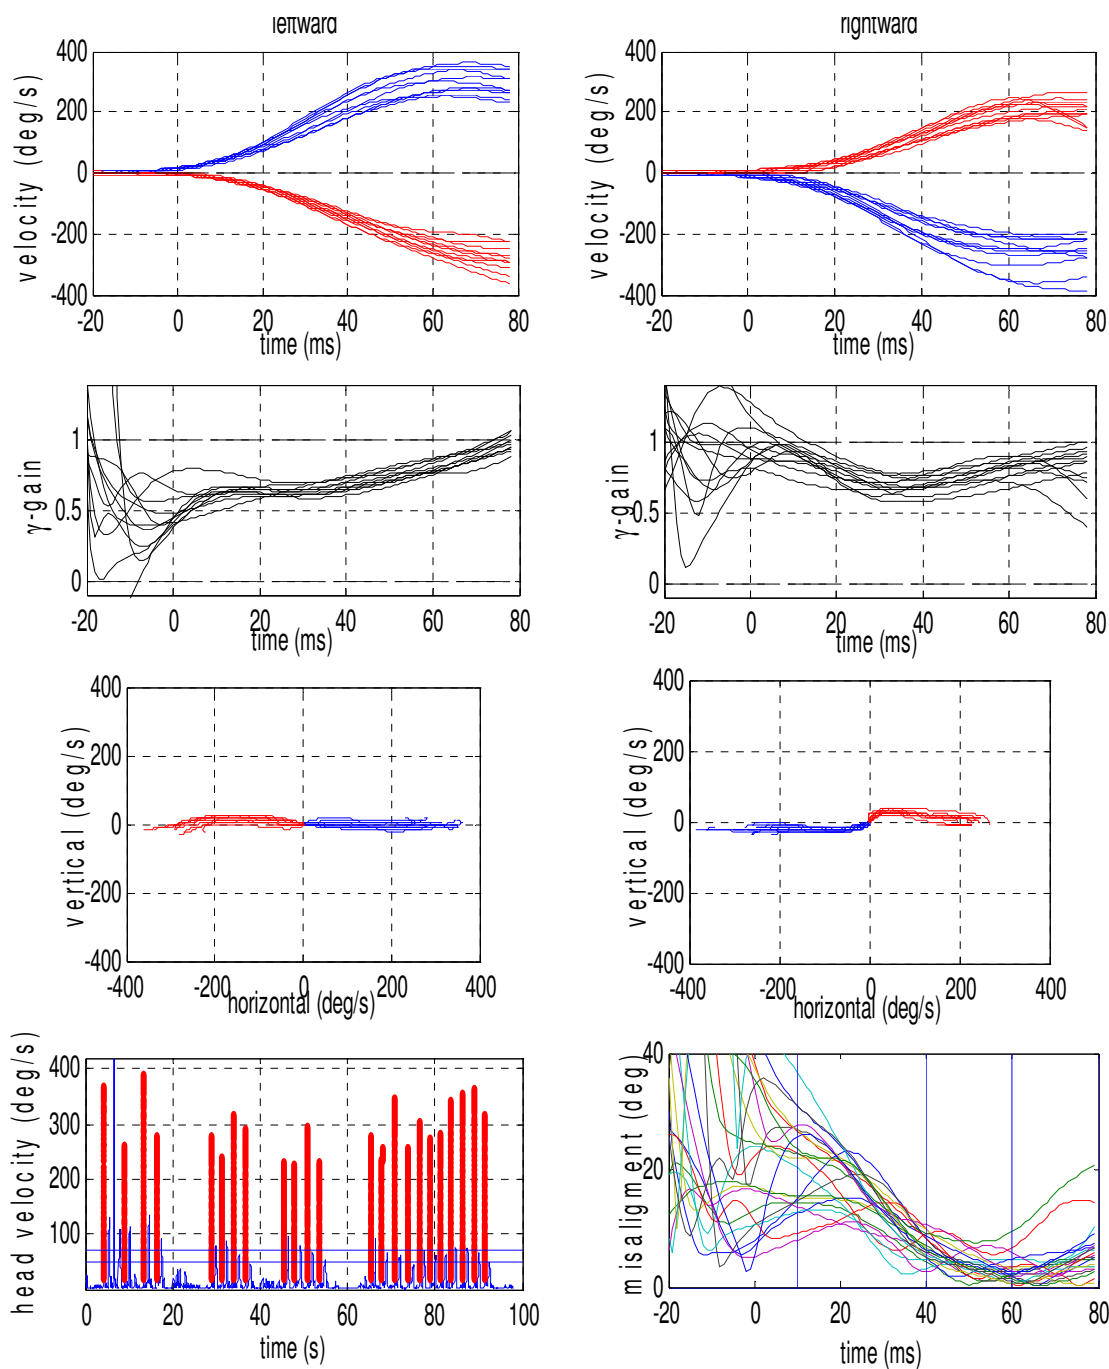 leftward
rightward
velocity (deg/s)
400
200
0
-200
-400
-20 0 20 40 60 80
time (ms)
velocity (deg/s)
400
200
0
-200
-400
-20 0 20 40 60 80
time (ms)
γ-gain
1
0.5
0
-20 0 20 40 60 80
time (ms)
γ-gain
1
0.5
0
-20 0 20 40 60 80
time (ms)
vertical (deg/s)
400
200
0
-200
-400
-400 -200 0 200 400
horizontal (deg/s)
vertical (deg/s)
400
200
0
-200
-400
-400 -200 0 200 400
horizontal (deg/s)
head velocity (deg/s)
400
300
200
100
0 20 40 60 80 100
time (s)
misalignment (deg)
40
20
0
-20 0 20 40 60 80
time (ms)